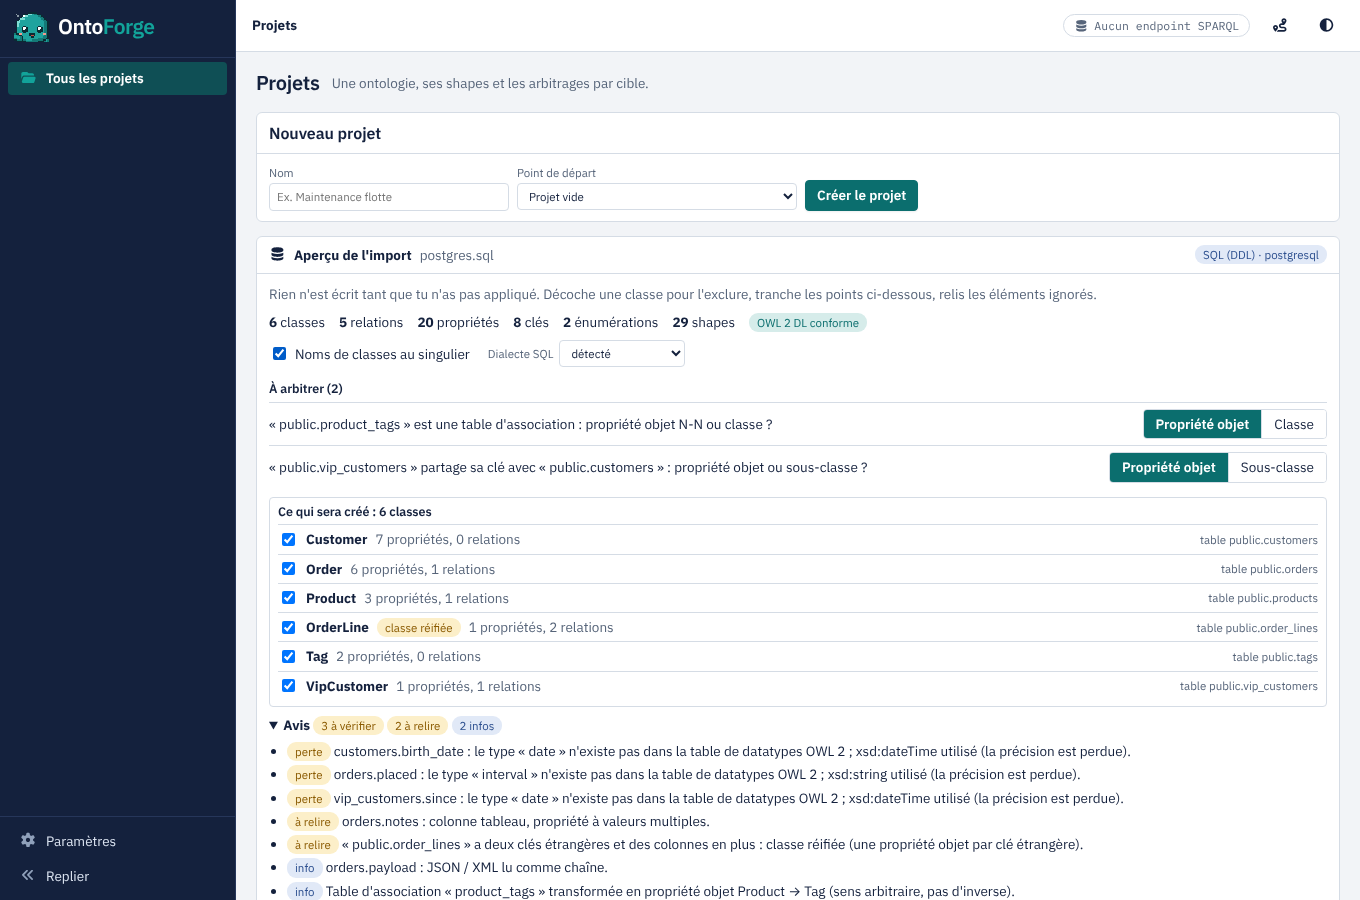 OntoForge
Tous les projets
Projets
Aucun endpoint SPARQL
Projets Une ontologie, ses shapes et les arbitrages par cible.
Nouveau projet
Nom
Point de départ
Ex. Maintenance flotte
Projet vide
Créer le projet
Aperçu de l'import postgres.sql
SQL (DDL) · postgresql
Rien n'est écrit tant que tu n'as pas appliqué. Décoche une classe pour l'exclure, tranche les points ci-dessous, relis les éléments ignorés.
6 classes 5 relations 20 propriétés 8 clés 2 énumérations 29 shapes OWL 2 DL conforme
Noms de classes au singulier Dialecte SQL détecté
À arbitrer (2)
« public.product_tags » est une table d'association : propriété objet N-N ou classe ? Propriété objet Classe
« public.vip_customers » partage sa clé avec « public.customers » : propriété objet ou sous-classe ? Propriété objet Sous-classe
Ce qui sera créé : 6 classes
Customer 7 propriétés, 0 relations table public.customers
Order 6 propriétés, 1 relations table public.orders
Product 3 propriétés, 1 relations table public.products
OrderLine classe réifiée 1 propriétés, 2 relations table public.order_lines
Tag 2 propriétés, 0 relations table public.tags
VipCustomer 1 propriétés, 1 relations table public.vip_customers
Avis 3 à vérifier 2 à relire 2 infos
perte customers.birth_date : le type « date » n'existe pas dans la table de datatypes OWL 2 ; xsd:dateTime utilisé (la précision est perdue).
perte orders.placed : le type « interval » n'existe pas dans la table de datatypes OWL 2 ; xsd:string utilisé (la précision est perdue).
perte vip_customers.since : le type « date » n'existe pas dans la table de datatypes OWL 2 ; xsd:dateTime utilisé (la précision est perdue).
à relire orders.notes : colonne tableau, propriété à valeurs multiples.
à relire « public.order_lines » a deux clés étrangères et des colonnes en plus : classe réifiée (une propriété objet par clé étrangère).
info orders.payload : JSON / XML lu comme chaîne.
info Table d'association « product_tags » transformée en propriété objet Product → Tag (sens arbitraire, pas d'inverse).
Paramètres
Replier